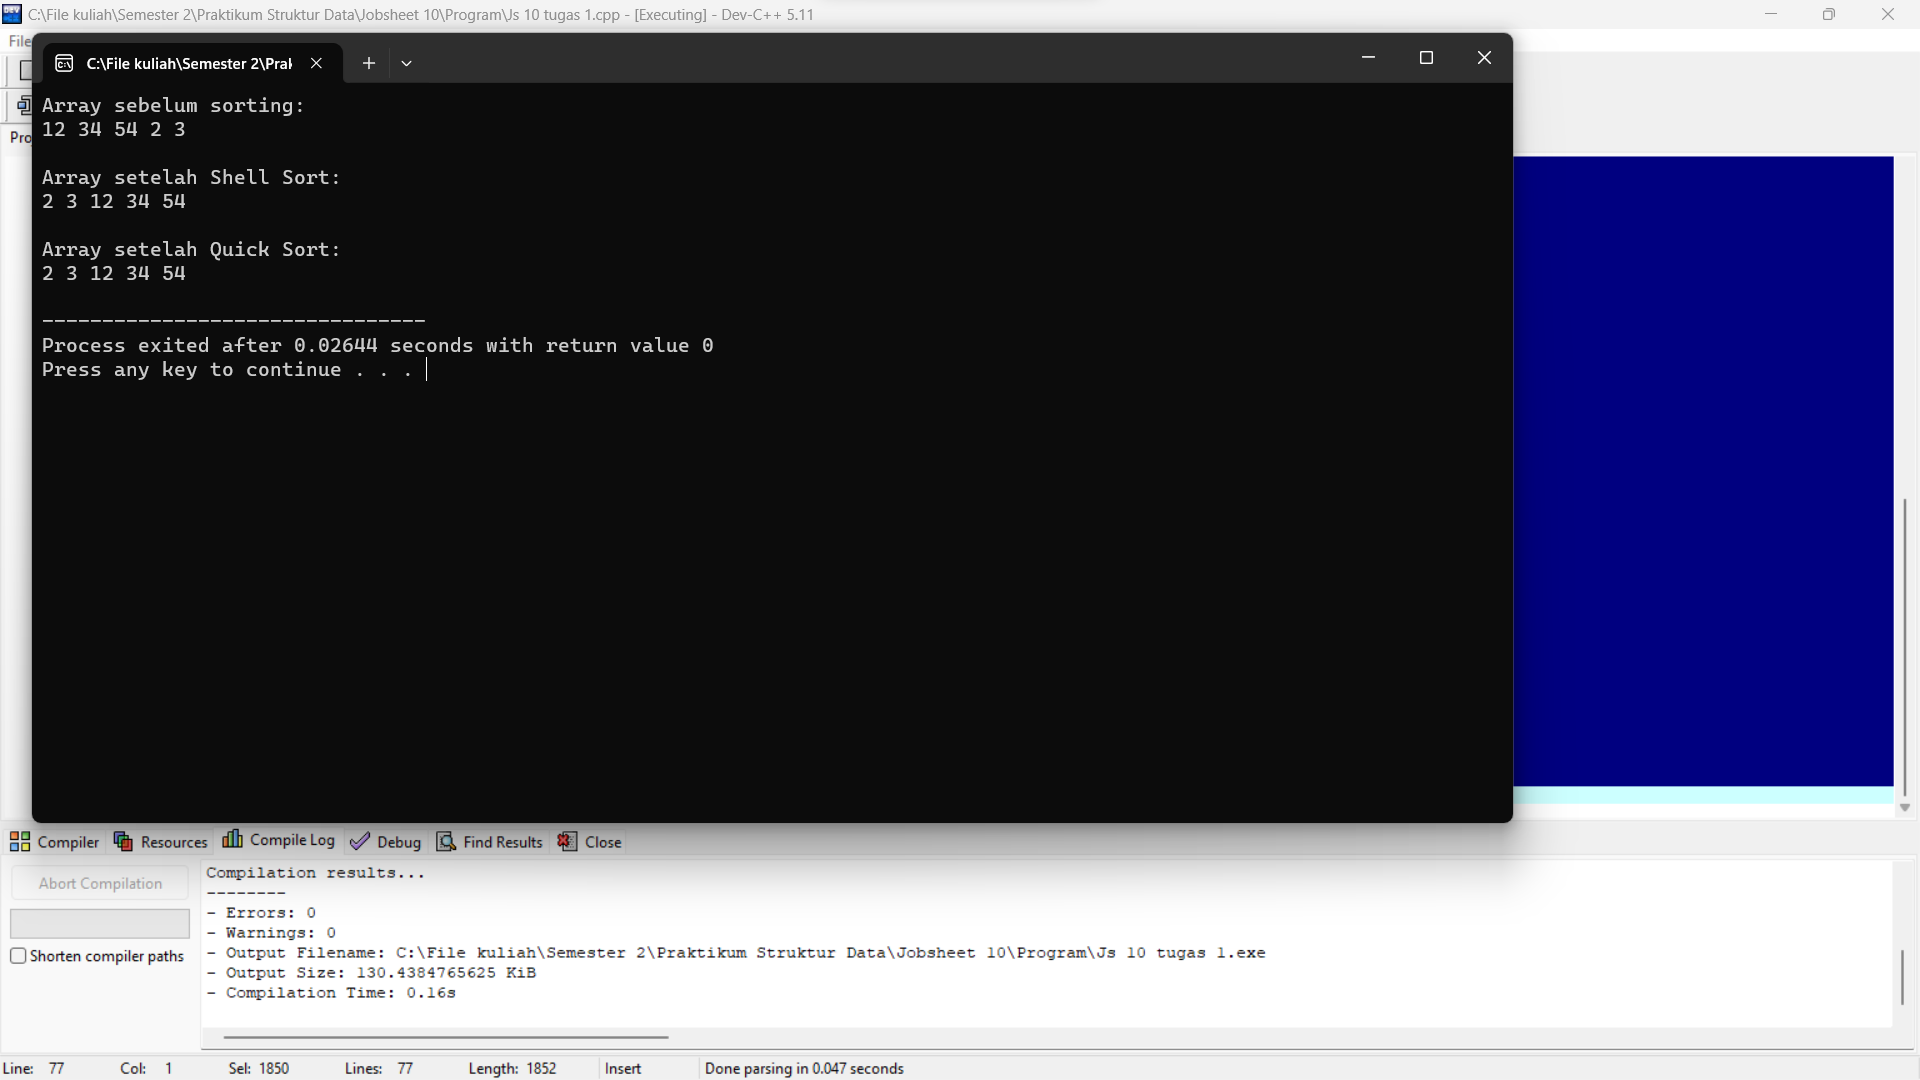 C:\File kuliah\Semester 2\Praktikum Struktur Data\Jobsheet 10\Program\Js 10 tugas 1.cpp - [Executing] - Dev-C++ 5.11
File
C:\File kuliah\Semester 2\Pral
Array sebelum sorting:
12 34 54 2 3
Array setelah Shell Sort:
2 3 12 34 54
Array setelah Quick Sort:
2 3 12 34 54
--------------------------------
Process exited after 0.02644 seconds with return value 0
Press any key to continue . . .
Compiler Resources Compile Log Debug Find Results Close
Abort Compilation
Shorten compiler paths
Compilation results...
--------
- Errors: 0
- Warnings: 0
- Output Filename: C:\File kuliah\Semester 2\Praktikum Struktur Data\Jobsheet 10\Program\Js 10 tugas 1.exe
- Output Size: 130.4384765625 KiB
- Compilation Time: 0.16s
Line: 77 Col: 1 Sel: 1850 Lines: 77 Length: 1852 Insert Done parsing in 0.047 seconds